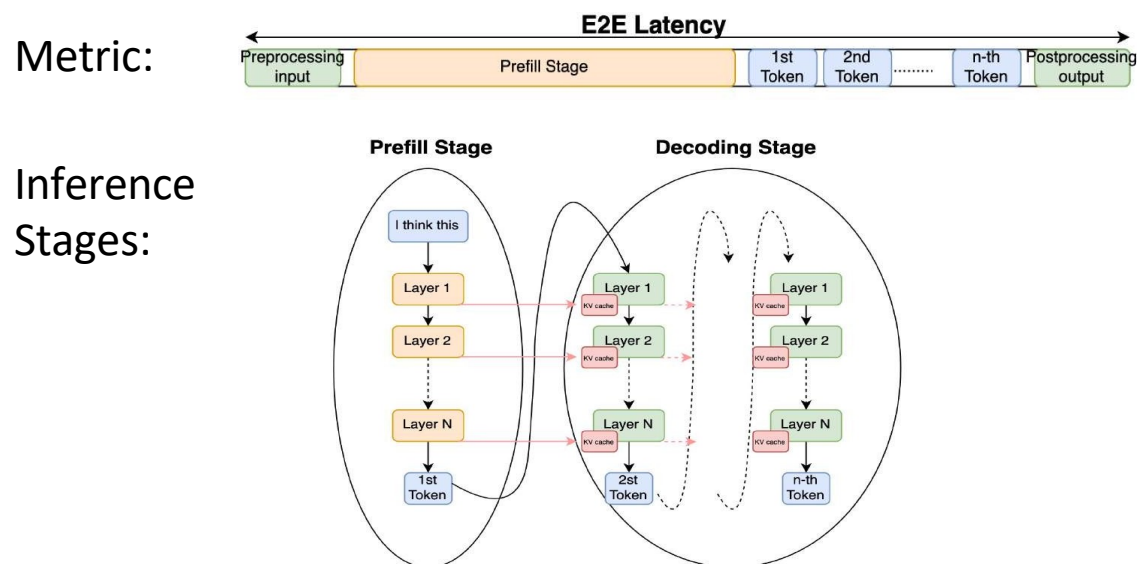 Metric:
E2E Latency
Preprocessing
input
Prefill Stage
1st
Token
2nd
Token
........
n-th
Token
Postprocessing
output
Inference
Stages:
Prefill Stage
Decoding Stage
I think this
Layer 1
Layer 2
Layer N
1st
Token
Layer 1
KV cache
Layer 2
KV cache
Layer N
KV cache
2st
Token
Layer 1
KV cache
Layer 2
KV cache
Layer N
KV cache
n-th
Token